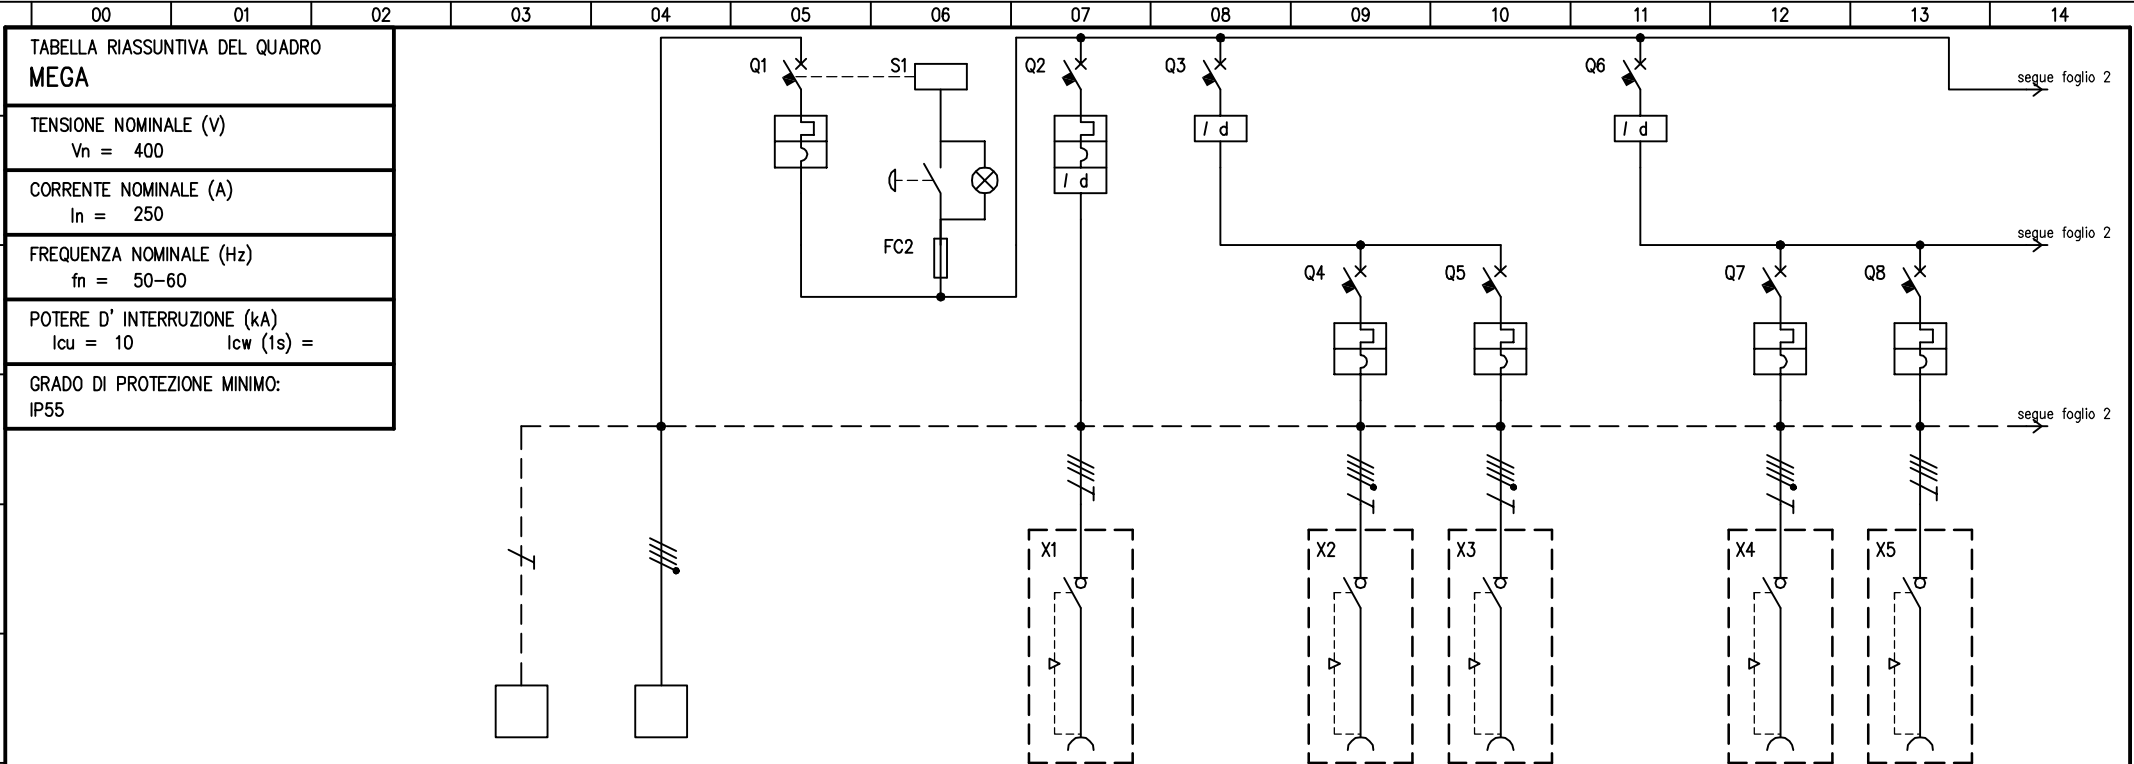 00 01 02 03 04 05 06 07 08 09 10 11 12 13 14
TABELLA RIASSUNTIVA DEL QUADRO
MEGA
TENSIONE NOMINALE (V)
Vn = 400
CORRENTE NOMINALE (A)
In = 250
FREQUENZA NOMINALE (Hz)
fn = 50-60
POTERE D' INTERRUZIONE (kA)
Icu = 10 Icw (1s) =
GRADO DI PROTEZIONE MINIMO:
IP55
Q1 S1 Q2 Q3 Q6
segue foglio 2
I d I d
I d
FC2
segue foglio 2
Q4 Q5 Q7 Q8
segue foglio 2
X1 X2 X3 X4 X5